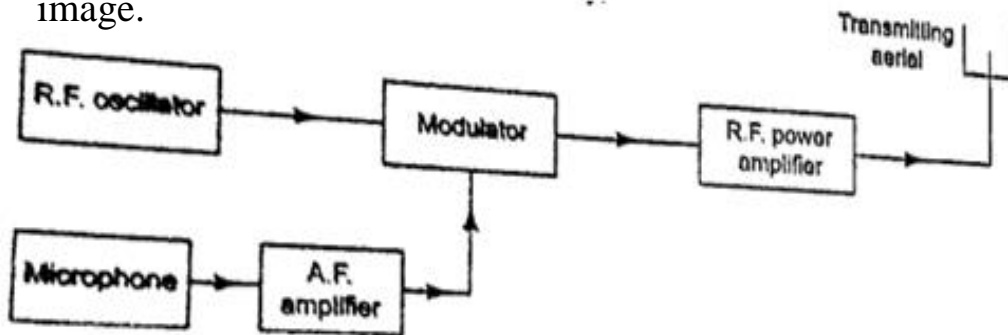 image.
Transmitting
aerial
R.F. oscillator
Modulator
R.F. power
amplifier
Microphone
A.F.
amplifier